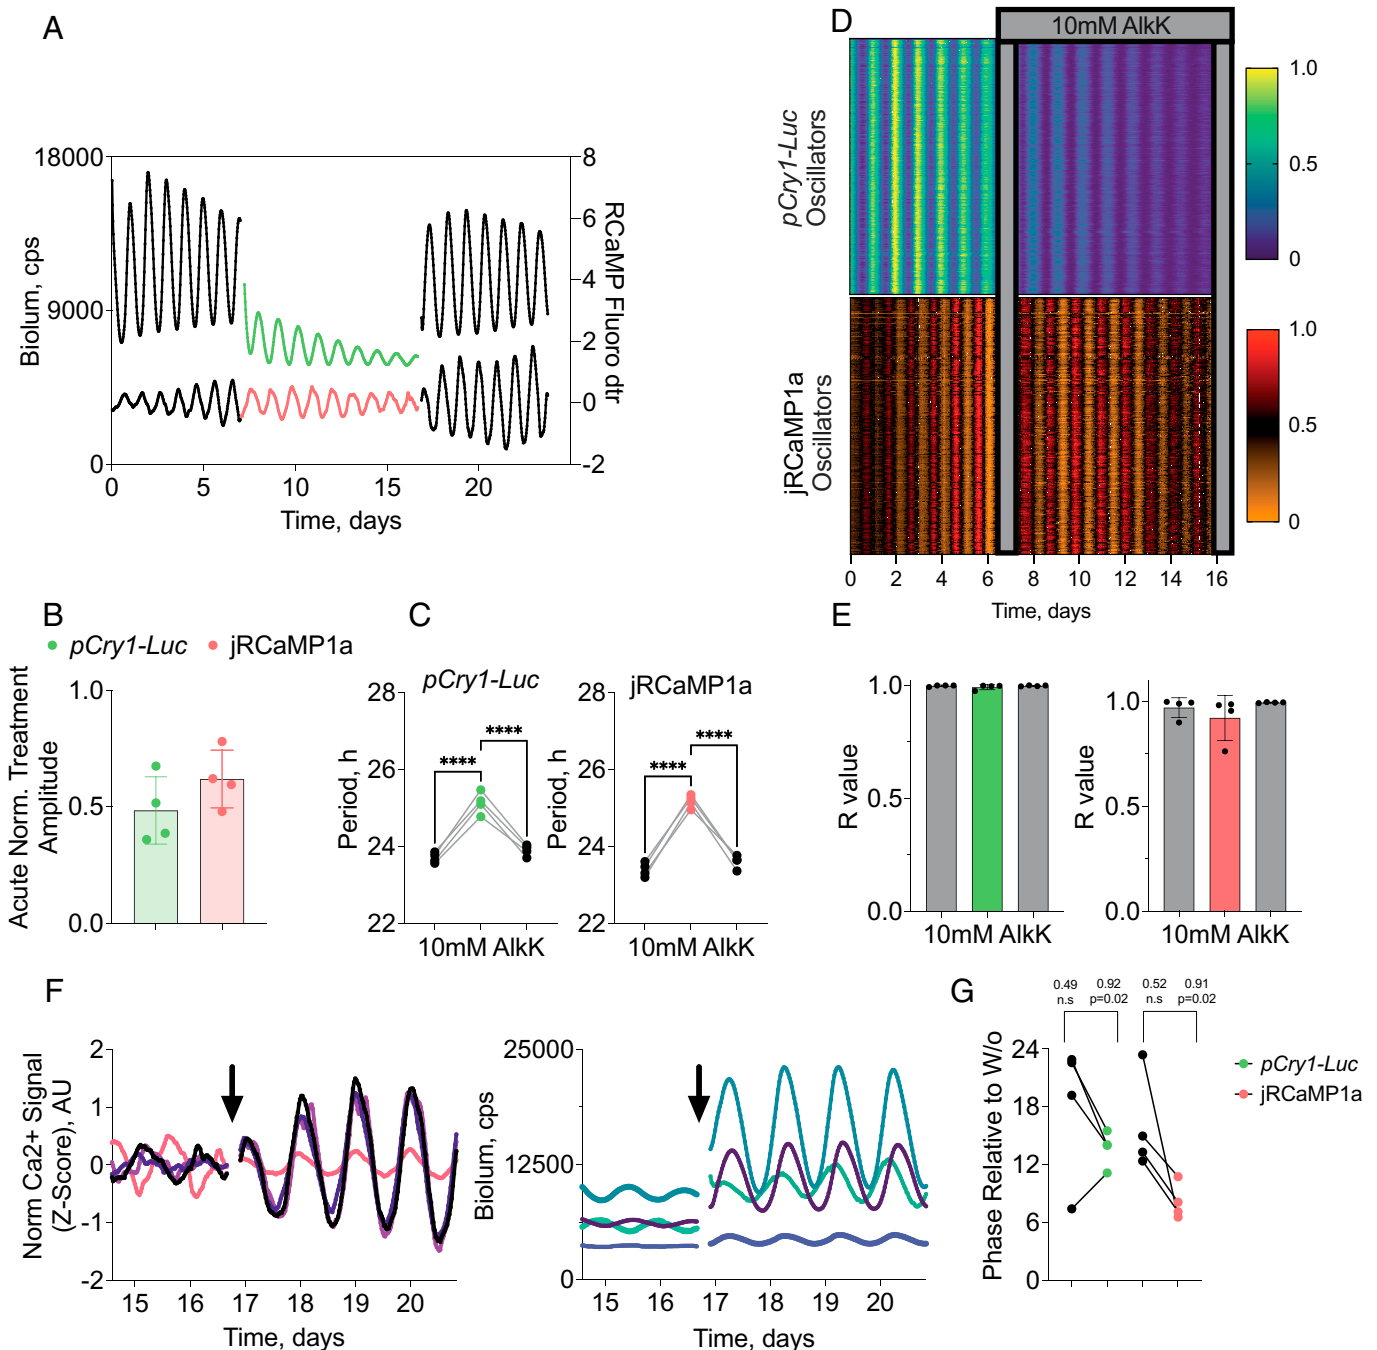 A
18000
9000
0
Biolum, cps
8
6
4
2
0
-2
RCaMP Fluoro dtr
0 5 10 15 20
Time, days
D
10mM AlkK
pCry1-Luc
Oscillators
jRCaMP1a
Oscillators
1.0
0.5
0
1.0
0.5
0
0 2 4 6 8 10 12 14 16
Time, days
B
pCry1-Luc jRCaMP1a
Acute Norm. Treatment
Amplitude
1.0
0.5
0.0
C
pCry1-Luc
28
26
24
22
Period, h
**** ****
10mM AlkK
jRCaMP1a
28
26
24
22
Period, h
**** ****
10mM AlkK
E
R value
1.0
0.5
0.0
10mM AlkK
R value
1.0
0.5
0.0
10mM AlkK
F
Norm Ca2+ Signal
(Z-Score), AU
2
1
0
-1
-2
15 16 17 18 19 20
Time, days
Biolum, cps
25000
12500
0
15 16 17 18 19 20
Time, days
G
0.49 0.92 0.52 0.91
n.s p=0.02 n.s p=0.02
Phase Relative to W/o
24
18
12
6
0
pCry1-Luc
jRCaMP1a